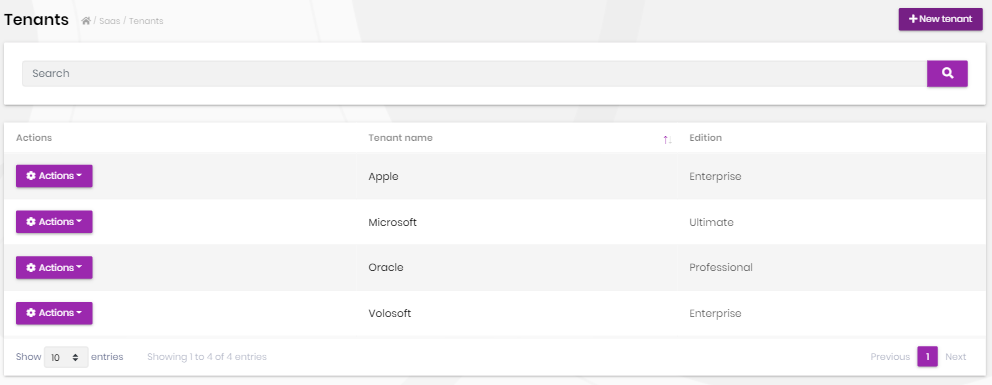 Tenants / Saas / Tenants + New tenant
Search
Actions Tenant name Edition
Actions Apple Enterprise
Actions Microsoft Ultimate
Actions Oracle Professional
Actions Volosoft Enterprise
Show 10 entries Showing 1 to 4 of 4 entries Previous 1 Next